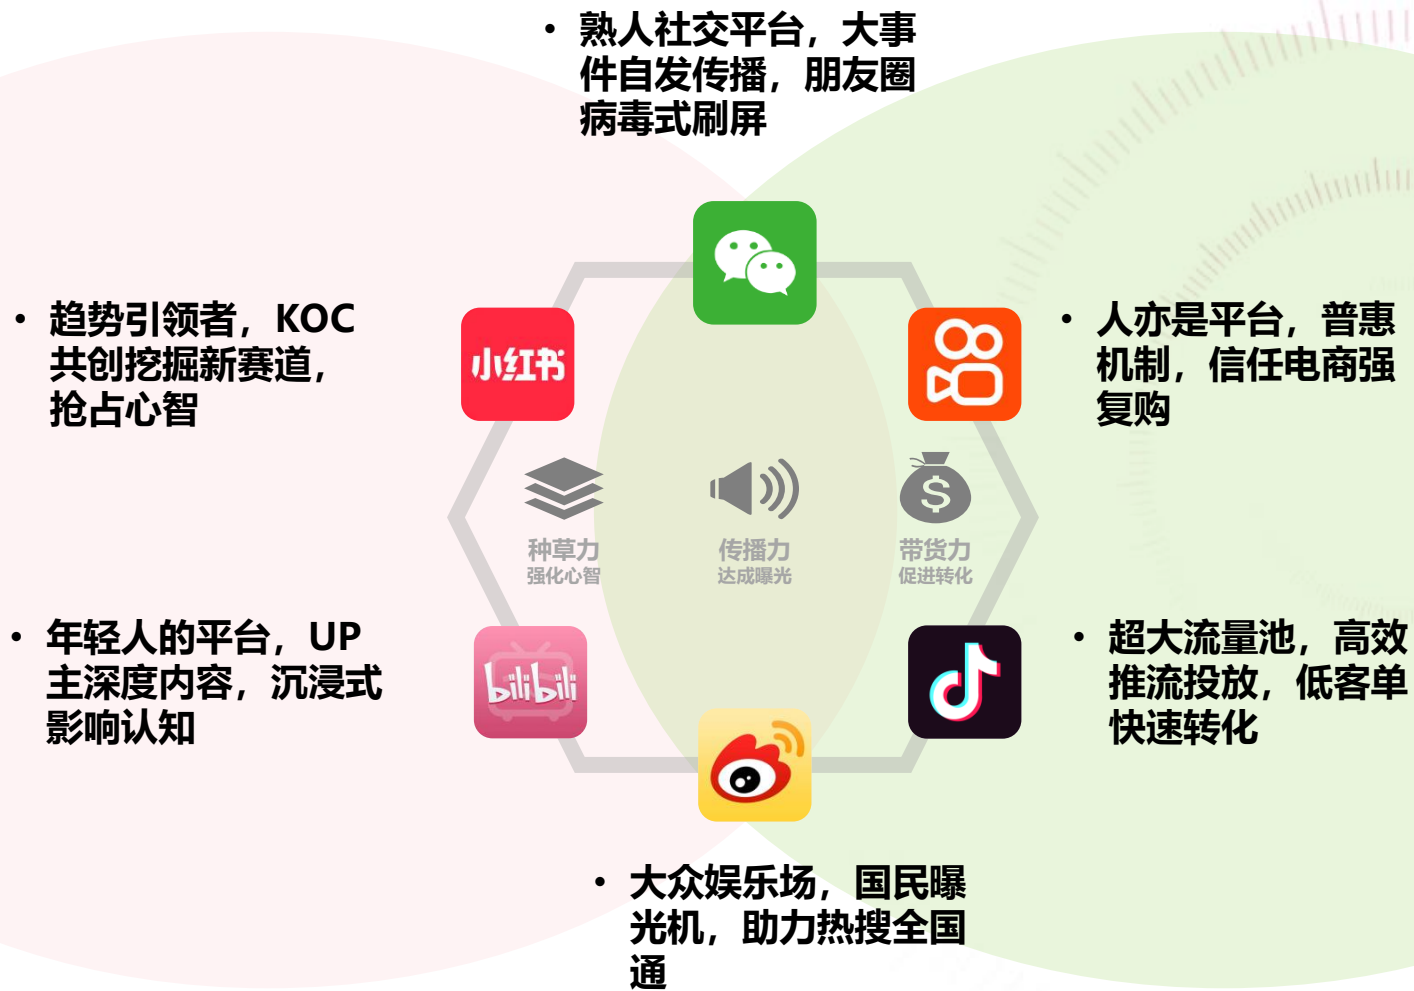 • 熟人社交平台，大事
件自发传播，朋友圈
病毒式刷屏
• 趋势引领者，KOC
共创挖掘新赛道，
抢占心智
小红书
• 人亦是平台，普惠
机制，信任电商强
复购
种草力
强化心智
传播力
达成曝光
$
带货力
促进转化
• 年轻人的平台，UP
主深度内容，沉浸式
影响认知
bilibili
• 超大流量池，高效
推流投放，低客单
快速转化
• 大众娱乐场，国民曝
光机，助力热搜全国
通